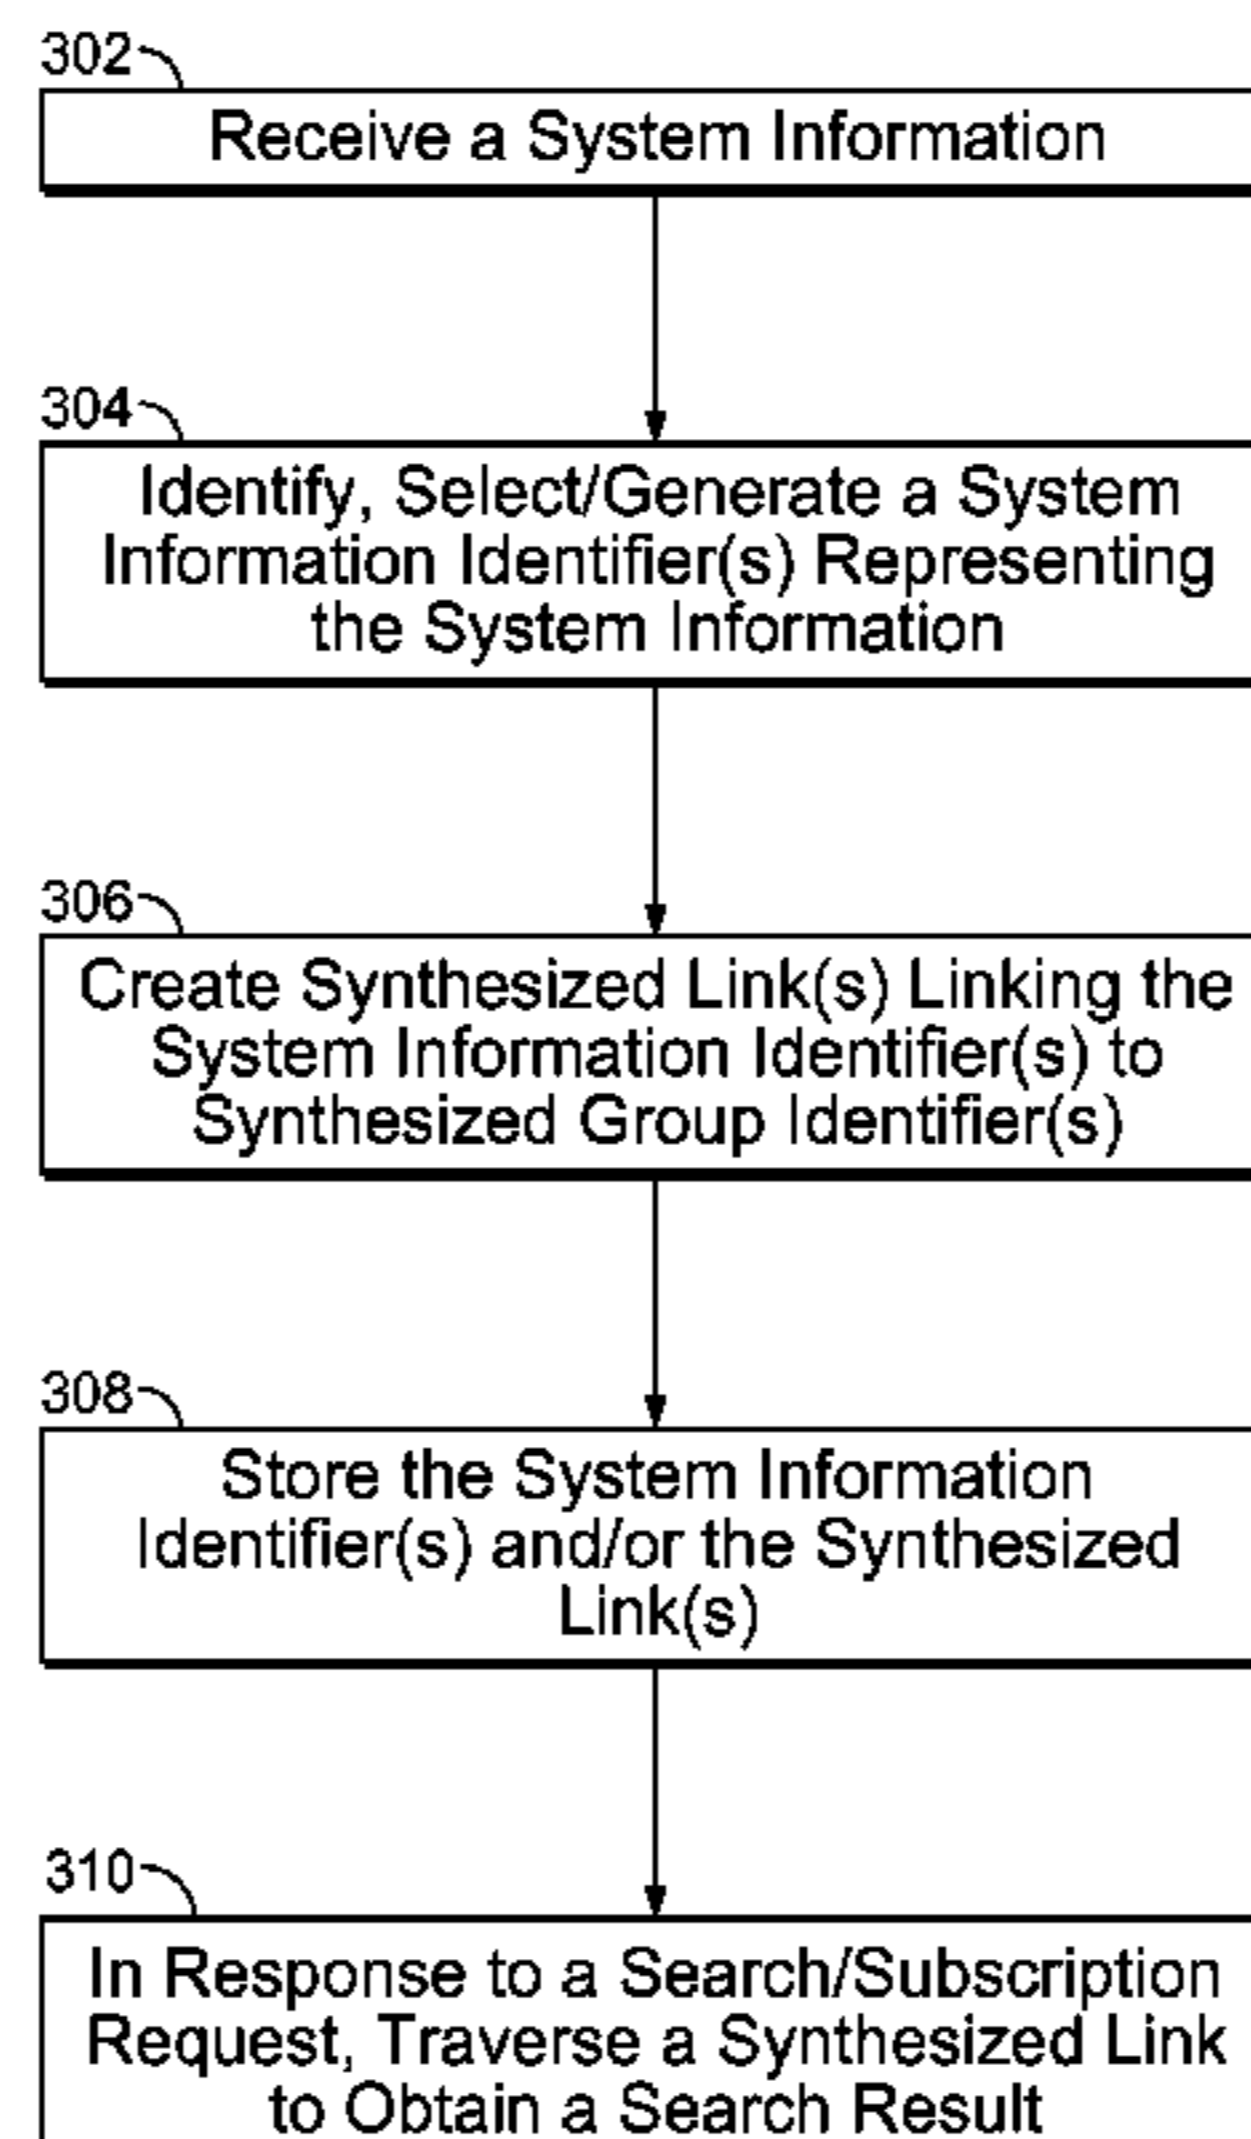 302
Receive a System Information
304
Identify, Select/Generate a System
Information Identifier(s) Representing
the System Information
306
Create Synthesized Link(s) Linking the
System Information Identifier(s) to
Synthesized Group Identifier(s)
308
Store the System Information
Identifier(s) and/or the Synthesized
Link(s)
310
In Response to a Search/Subscription
Request, Traverse a Synthesized Link
to Obtain a Search Result